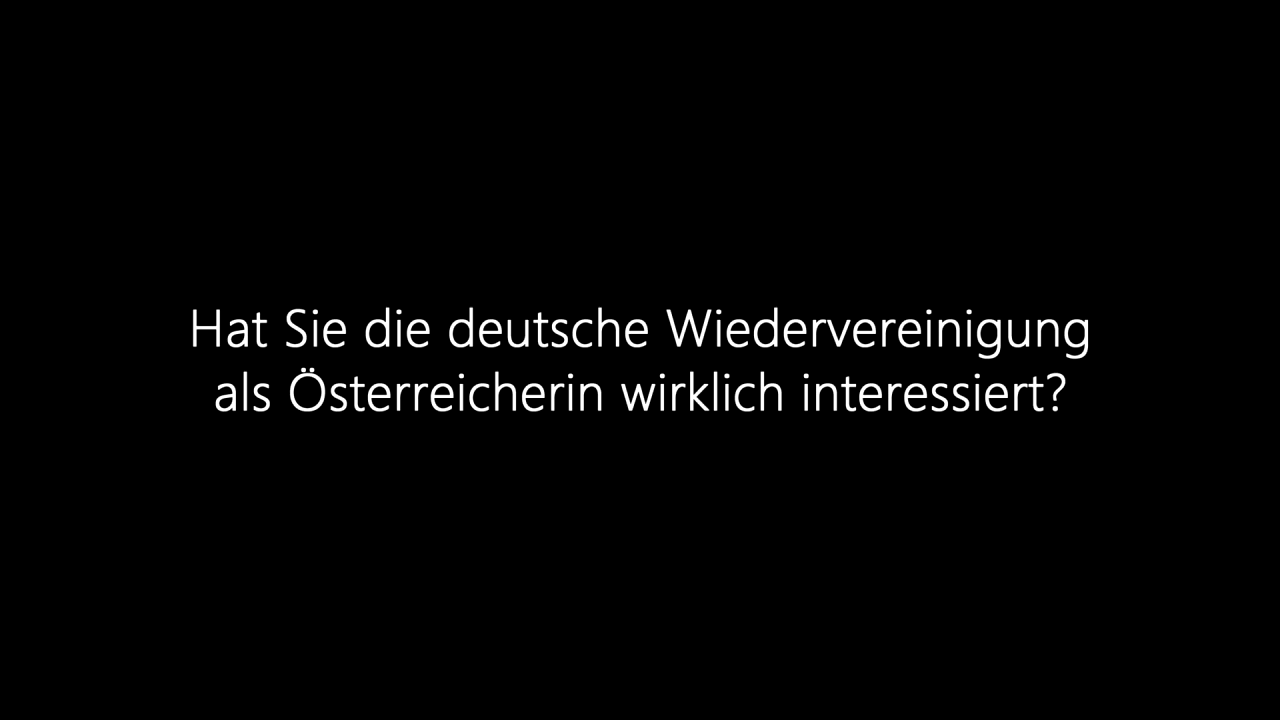 Hat Sie die deutsche Wiedervereinigung
als Österreicherin wirklich interessiert?